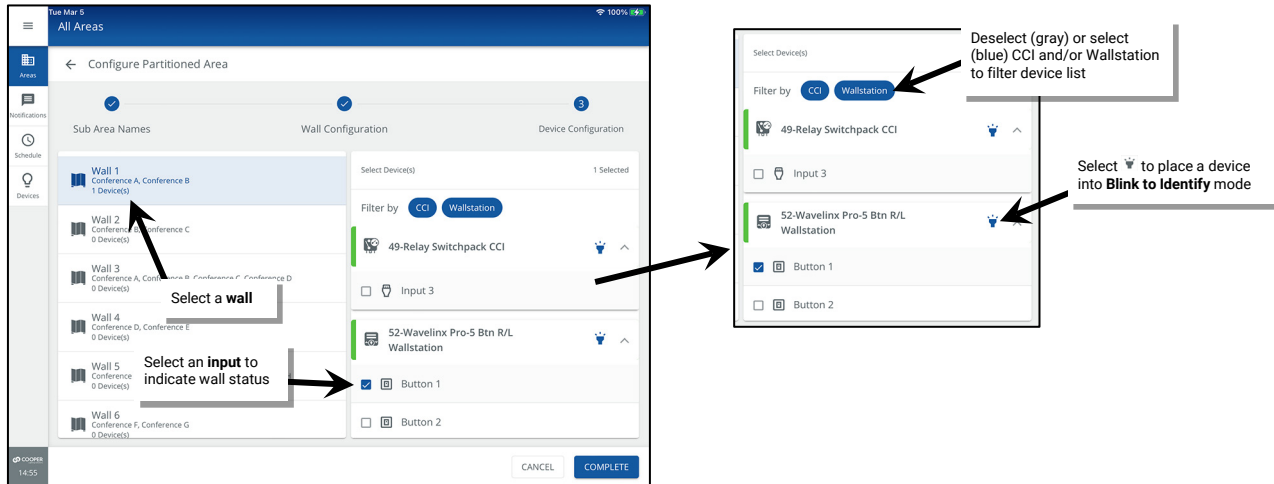 Tue Mar 5
100%
All Areas
Areas
Notifications
Schedule
Devices
COOPER
14:55
Configure Partitioned Area
Sub Area Names
Wall Configuration
3
Device Configuration
Wall 1
Conference A, Conference B
1 Device(s)
Wall 2
Conference B, Conference C
0 Device(s)
Wall 3
Conference A, Conference B, Conference C, Conference D
0 Device(s)
Wall 4
Conference D, Conference E
0 Device(s)
Wall 5
Conference
0 Device(s)
Wall 6
Conference F, Conference G
0 Device(s)
Select a wall
Select an input to
indicate wall status
Select Device(s)
1 Selected
Filter by CCI Wallstation
49-Relay Switchpack CCI
Input 3
52-Wavelinx Pro-5 Btn R/L
Wallstation
Button 1
Button 2
CANCEL
COMPLETE
Select Device(s)
Filter by CCI Wallstation
49-Relay Switchpack CCI
Input 3
52-Wavelinx Pro-5 Btn R/L
Wallstation
Button 1
Button 2
Deselect (gray) or select
(blue) CCI and/or Wallstation
to filter device list
Select to place a device
into Blink to Identify mode